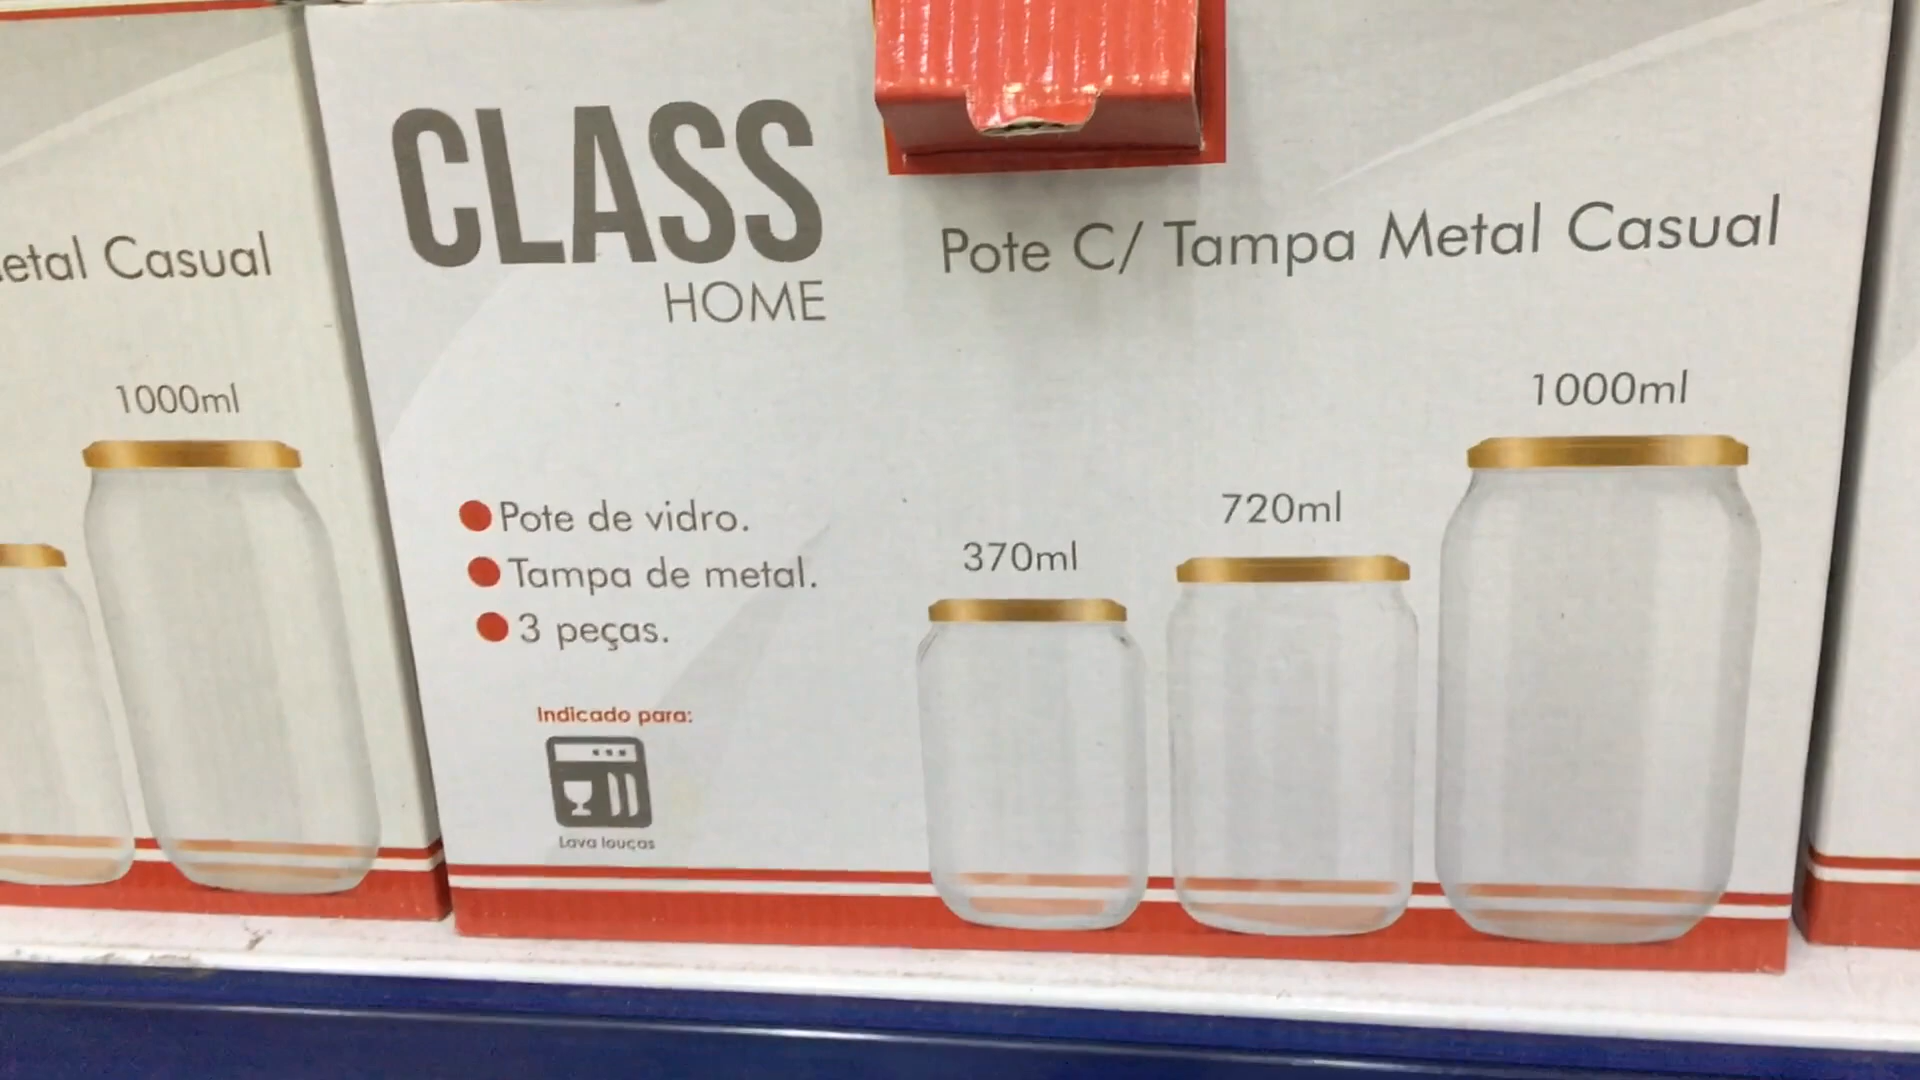 etal Casual
1000ml
CLASS
HOME
Pote C/ Tampa Metal Casual
Pote de vidro.
Tampa de metal.
3 peças.
Indicado para:
Lava louças
370ml
720ml
1000ml